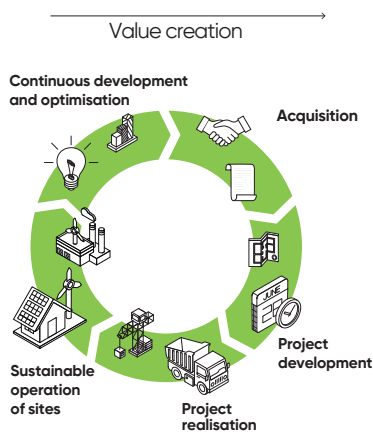 Value creation
Continuous development
and optimisation
Acquisition
JUNE
Project
development
Project
realisation
Sustainable
operation
of sites